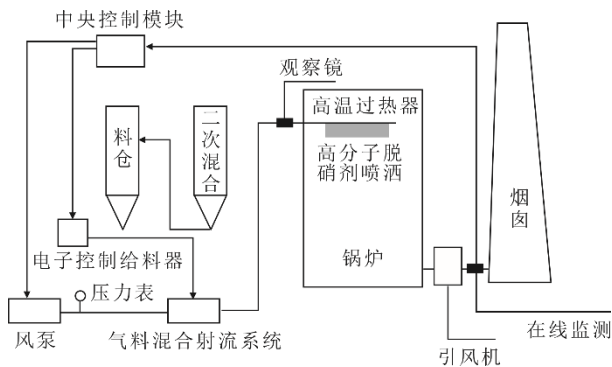 中央控制模块
观察镜
高温过热器
料仓
二次混合
高分子脱
硝剂喷洒
烟囱
电子控制给料器
锅炉
压力表
风泵
气料混合射流系统
引风机
在线监测